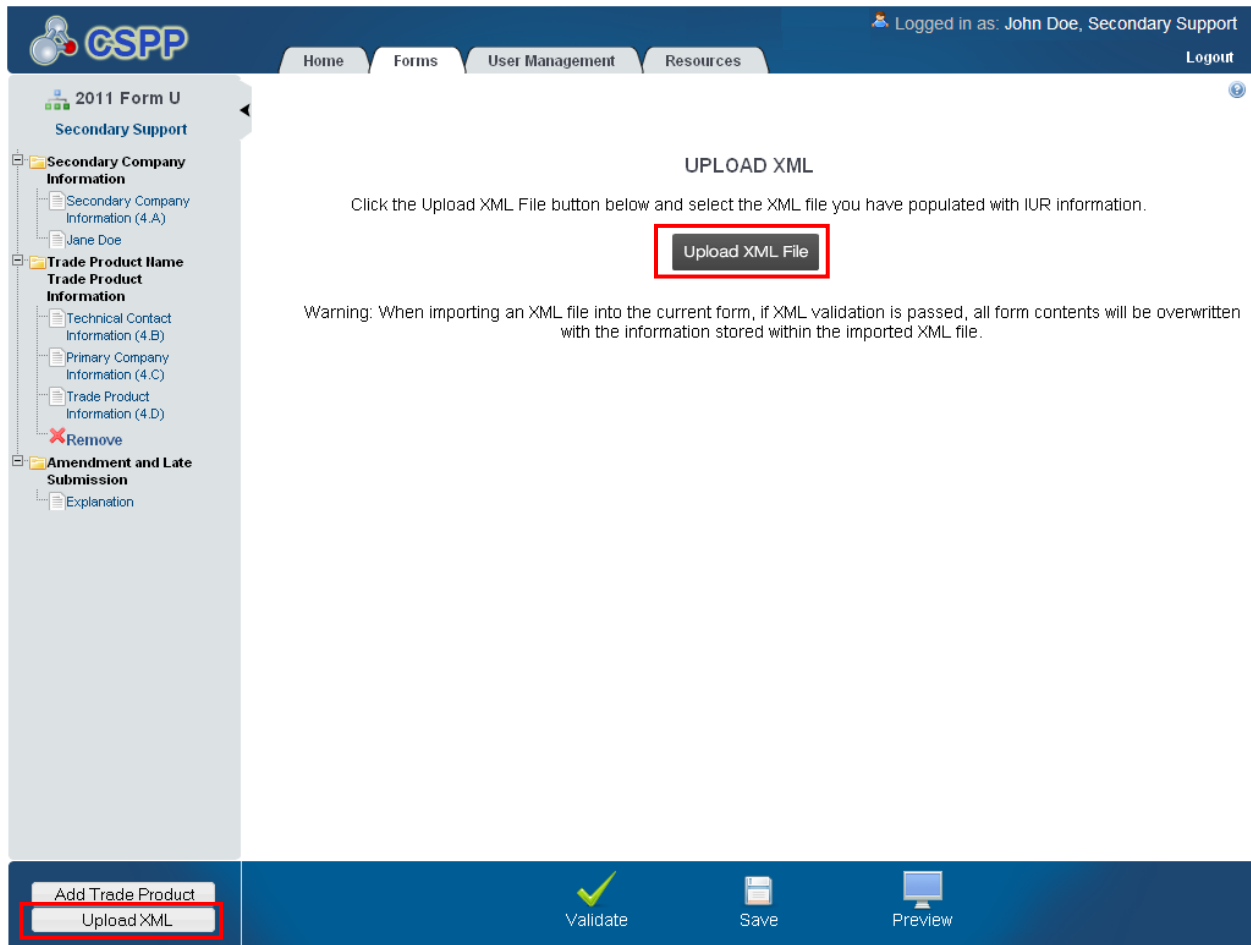 CSPP
Logged in as: John Doe, Secondary Support
Home
Forms
User Management
Resources
Logout
2011 Form U
Secondary Support
Secondary Company
Information
Secondary Company
Information (4.A)
Jane Doe
Trade Product Name
Trade Product
Information
Technical Contact
Information (4.B)
Primary Company
Information (4.C)
Trade Product
Information (4.D)
Remove
Amendment and Late
Submission
Explanation
UPLOAD XML
Click the Upload XML File button below and select the XML file you have populated with IUR information.
Upload XML File
Warning: When importing an XML file into the current form, if XML validation is passed, all form contents will be overwritten
with the information stored within the imported XML file.
Add Trade Product
Upload XML
Validate
Save
Preview